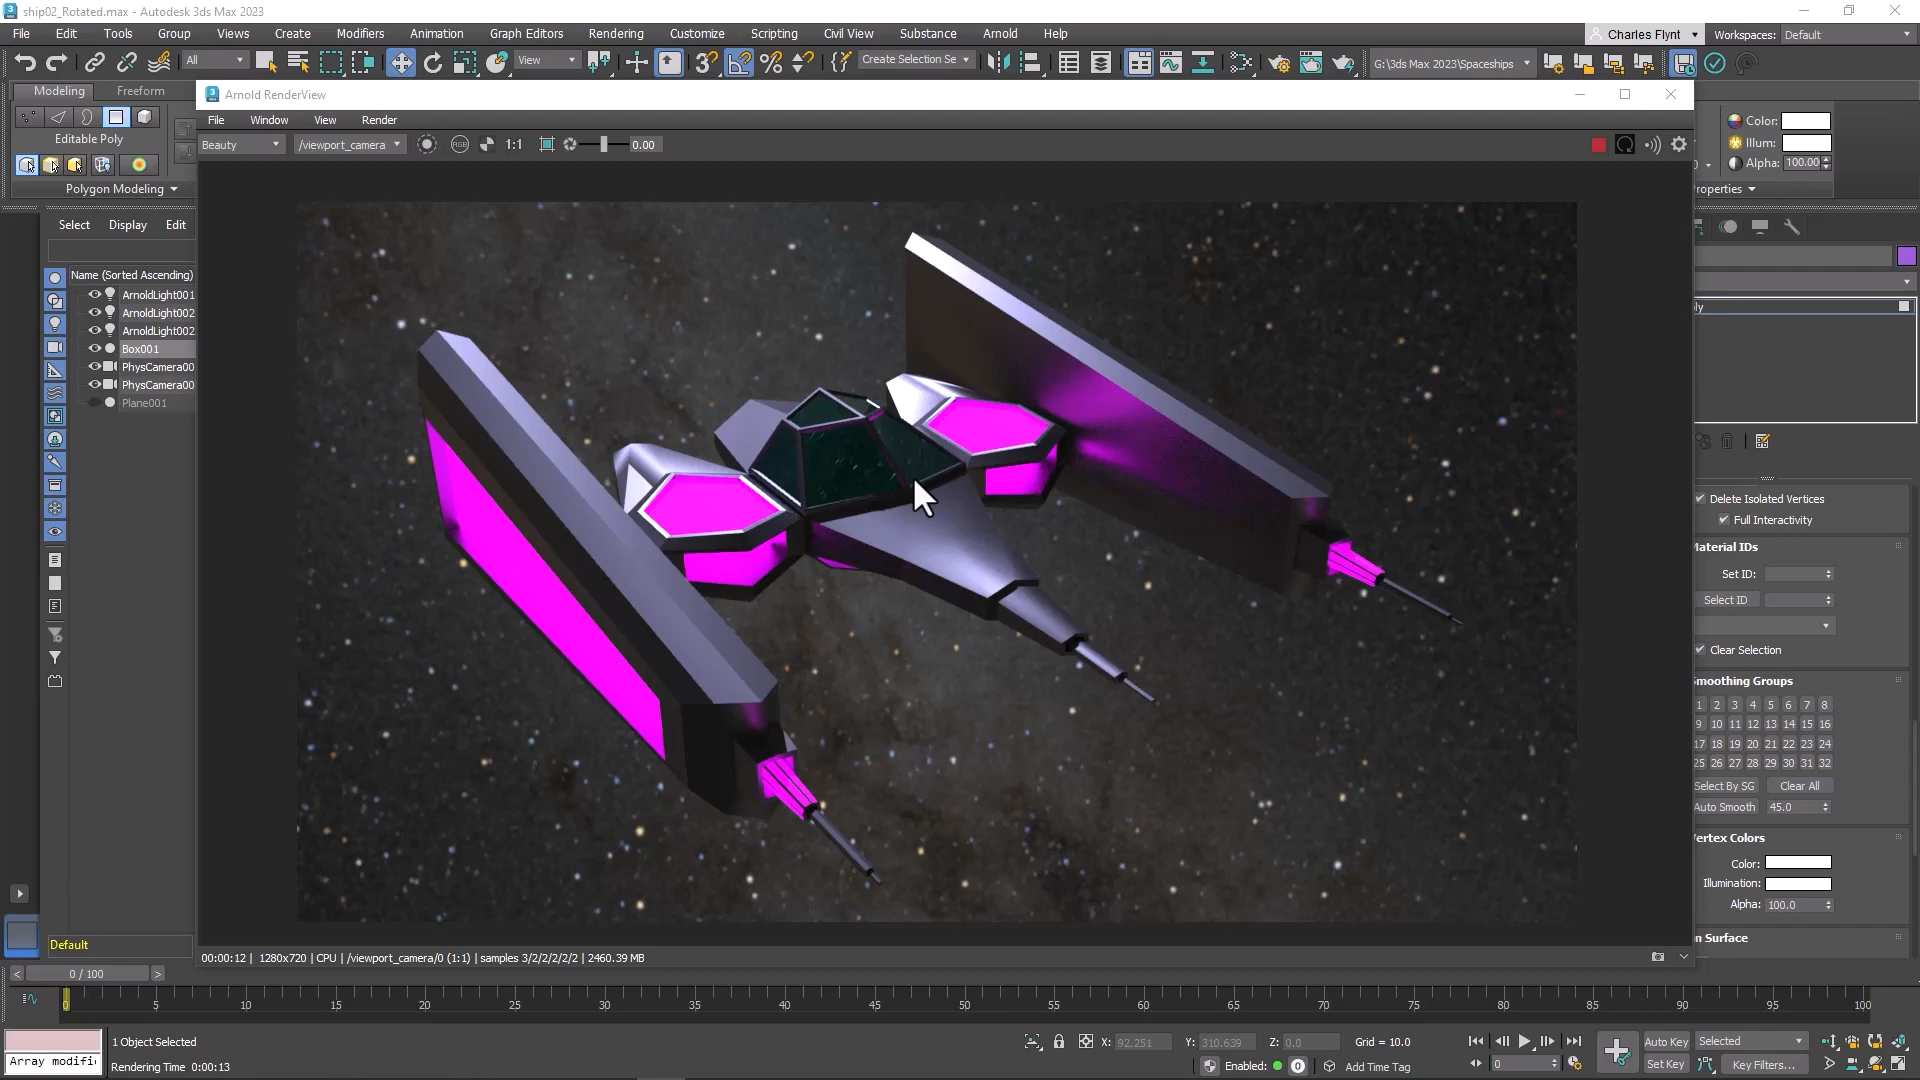 ship02_Rotated.max - Autodesk 3ds Max 2023
File Edit Tools Group Views Create Modifiers Animation Graph Editors Rendering Customize Scripting Civil View Substance Arnold Help
Charles Flynt
Workspaces: Default
All
View
Create Selection Se
G:\3ds Max 2023\Spaceships
Modeling Freeform
Editable Poly
Polygon Modeling
Arnold RenderView
File Window View Render
Beauty /viewport_camera RGB 1:1 0.00
Color:
Illum:
Alpha: 100.00
roperties
Select Display Edit
Name (Sorted Ascending)
ArnoldLight001
ArnoldLight002
ArnoldLight002
Box001
PhysCamera00
PhysCamera00
Plane001
ly
Delete Isolated Vertices
Full Interactivity
Material IDs
Set ID:
Select ID
Clear Selection
Smoothing Groups
1 2 3 4 5 6 7 8
9 10 11 12 13 14 15 16
17 18 19 20 21 22 23 24
25 26 27 28 29 30 31 32
Select By SG Clear All
Auto Smooth 45.0
Vertex Colors
Color:
Illumination:
Alpha: 100.0
n Surface
Default
00:00:12 | 1280x720 | CPU | /viewport_camera/0 (1:1) | samples 3/2/2/2/2/2 | 2460.39 MB
< 0 / 100 >
0 5 10 15 20 25 30 35 40 45 50 55 60 65 70 75 80 85 90 95 100
1 Object Selected
X: 92.251 Y: 310.639 Z: 0.0 Grid = 10.0
Auto Key Selected
Array modifi
Rendering Time 0:00:13
Enabled: 0 Add Time Tag
0
Set Key Key Filters...